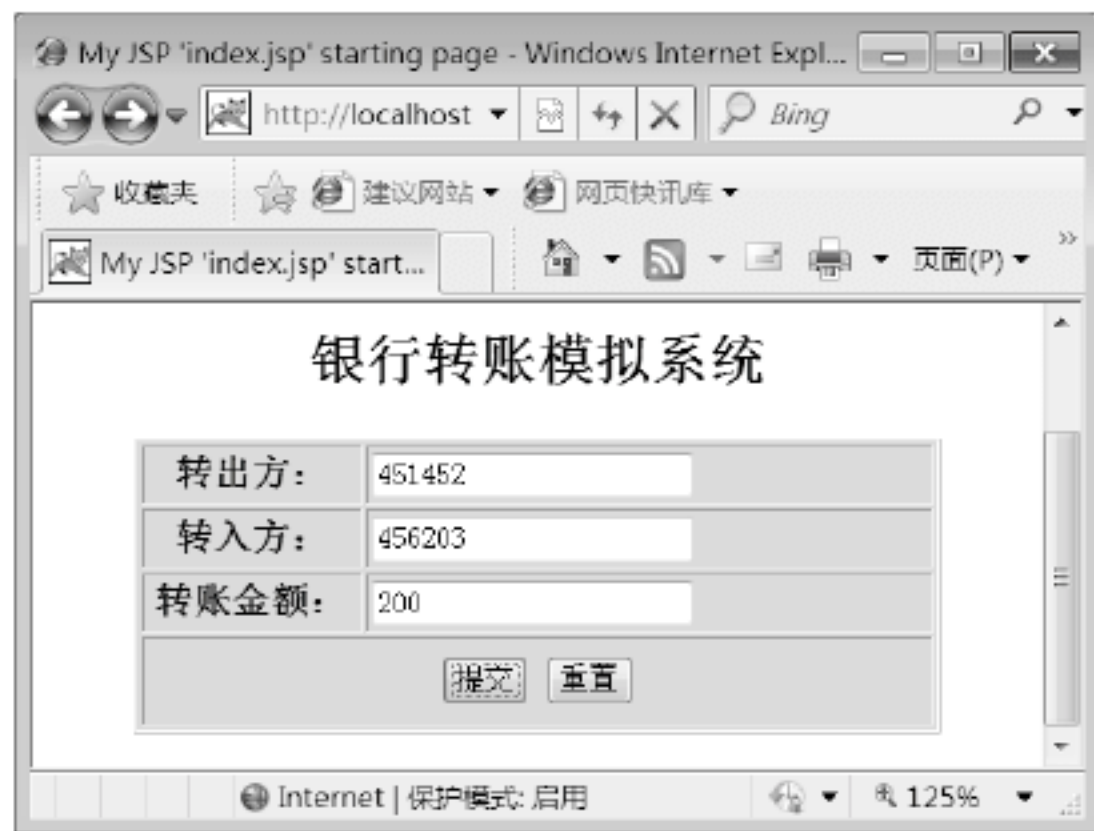 My JSP 'index.jsp' starting page - Windows Internet Expl...
http://localhost
Bing
收藏夹
建议网站
网页快讯库
My JSP 'index.jsp' start...
页面(P)
银行转账模拟系统
转出方：
451452
转入方：
456203
转账金额：
200
提交
重置
Internet | 保护模式: 启用
125%